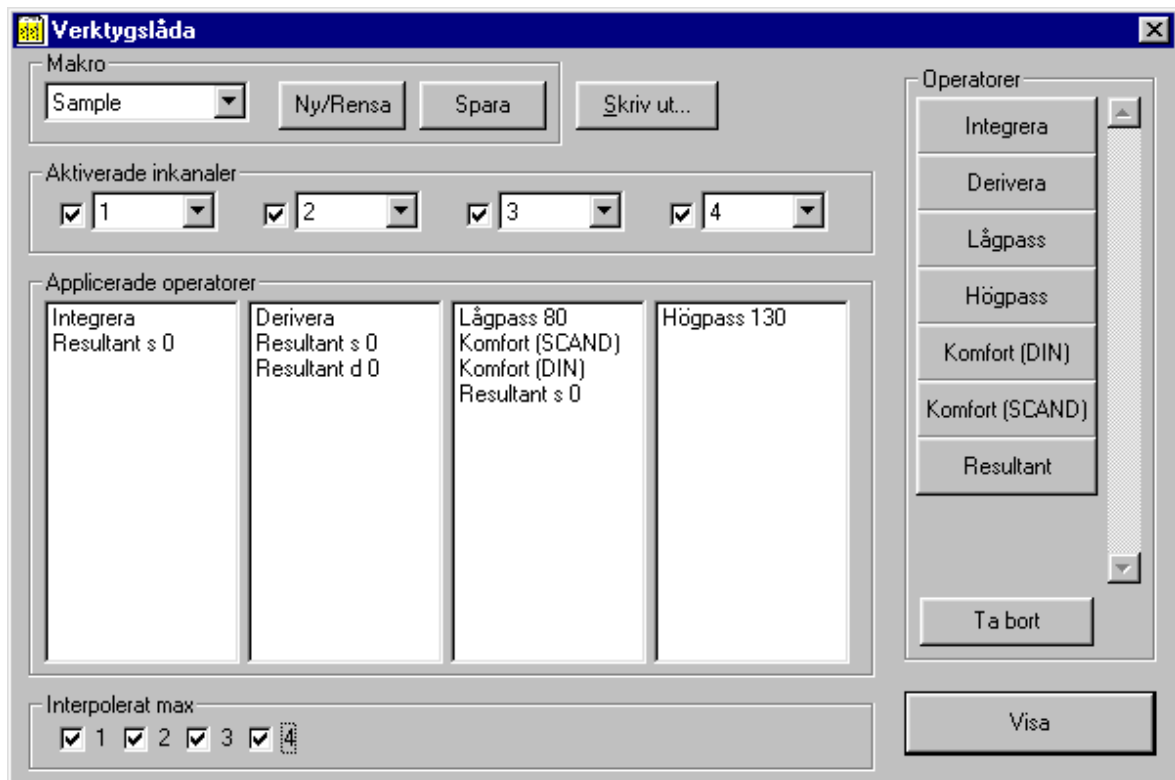 Verktygslåda
Makro
Sample
Ny/Rensa
Spara
Skriv ut...
Aktiverade inkanaler
1
2
3
4
Applicerade operatorer
Integrera
Resultant s 0
Derivera
Resultant s 0
Resultant d 0
Lågpass 80
Komfort (SCAND)
Komfort (DIN)
Resultant s 0
Högpass 130
Interpolerat max
1 2 3 4
Operatorer
Integrera
Derivera
Lågpass
Högpass
Komfort (DIN)
Komfort (SCAND)
Resultant
Ta bort
Visa